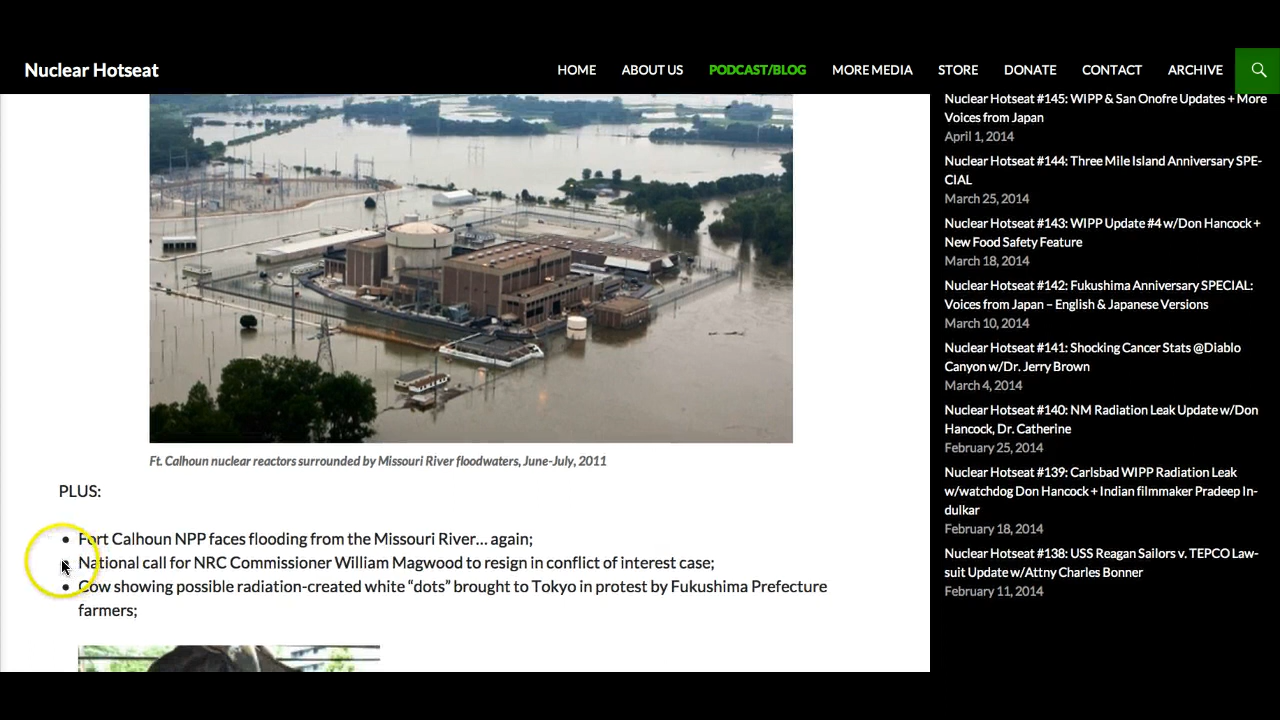 Nuclear Hotseat
HOME ABOUT US PODCAST/BLOG MORE MEDIA STORE DONATE CONTACT ARCHIVE
Ft. Calhoun nuclear reactors surrounded by Missouri River floodwaters, June-July, 2011
PLUS:
• Fort Calhoun NPP faces flooding from the Missouri River… again;
• National call for NRC Commissioner William Magwood to resign in conflict of interest case;
• Cow showing possible radiation-created white “dots” brought to Tokyo in protest by Fukushima Prefecture
farmers;
Nuclear Hotseat #145: WIPP & San Onofre Updates + More
Voices from Japan
April 1, 2014
Nuclear Hotseat #144: Three Mile Island Anniversary SPE-
CIAL
March 25, 2014
Nuclear Hotseat #143: WIPP Update #4 w/Don Hancock +
New Food Safety Feature
March 18, 2014
Nuclear Hotseat #142: Fukushima Anniversary SPECIAL:
Voices from Japan – English & Japanese Versions
March 10, 2014
Nuclear Hotseat #141: Shocking Cancer Stats @Diablo
Canyon w/Dr. Jerry Brown
March 4, 2014
Nuclear Hotseat #140: NM Radiation Leak Update w/Don
Hancock, Dr. Catherine
February 25, 2014
Nuclear Hotseat #139: Carlsbad WIPP Radiation Leak
w/watchdog Don Hancock + Indian filmmaker Pradeep In-
dulkar
February 18, 2014
Nuclear Hotseat #138: USS Reagan Sailors v. TEPCO Law-
suit Update w/Attny Charles Bonner
February 11, 2014